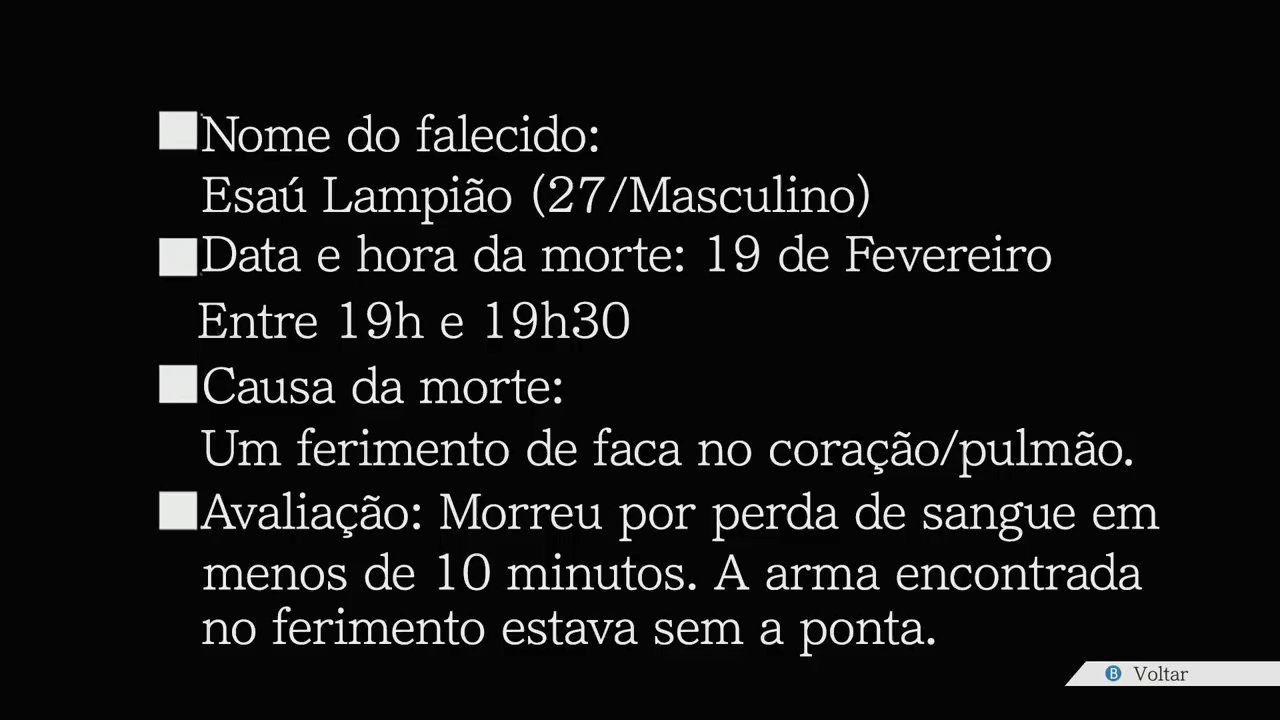 ■Nome do falecido:
Esaú Lampião (27/Masculino)
■Data e hora da morte: 19 de Fevereiro
Entre 19h e 19h30
■Causa da morte:
Um ferimento de faca no coração/pulmão.
■Avaliação: Morreu por perda de sangue em
menos de 10 minutos. A arma encontrada
no ferimento estava sem a ponta.
B Voltar